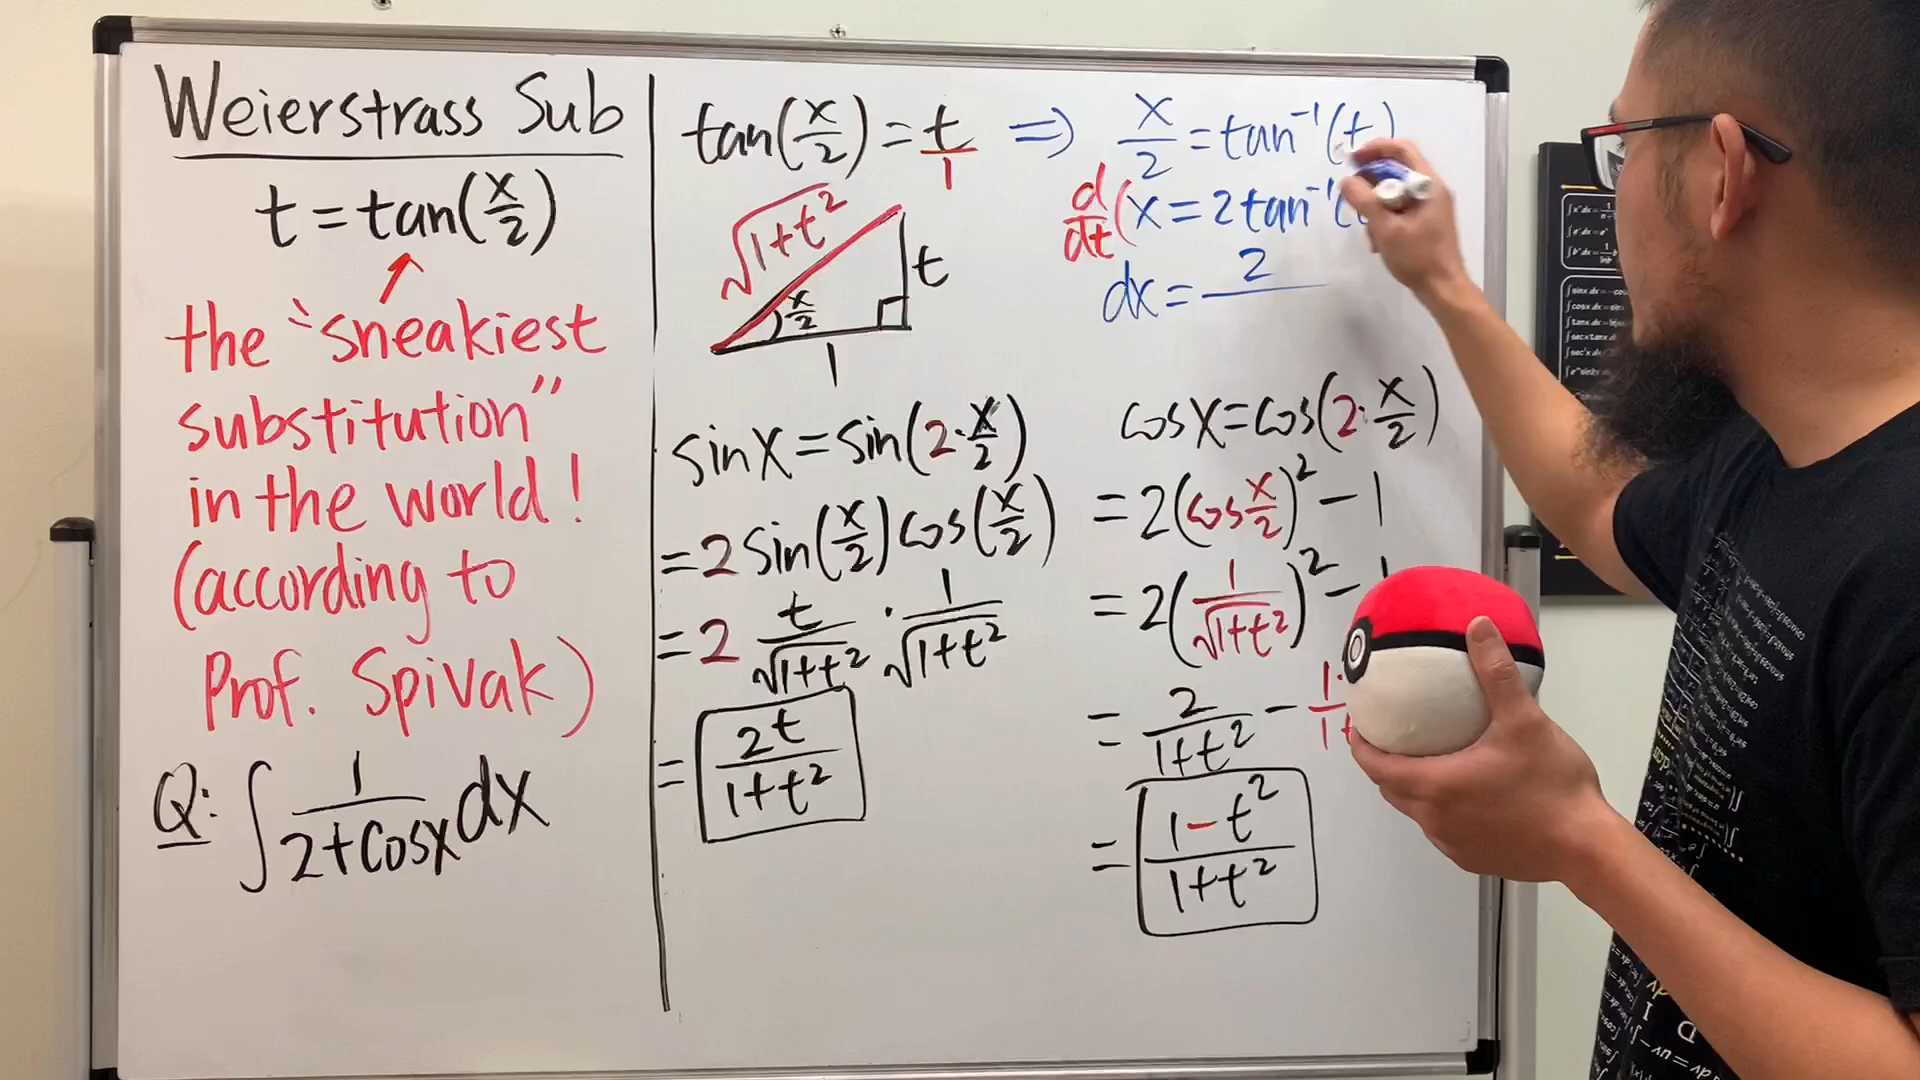 Weierstrass Sub
t = tan(x/2)
the “sneakiest
substitution”
in the world!
(according to
Prof. Spivak)
Q: ∫ 1/(2+cosx) dx
tan(x/2) = t/1 ⇒ x/2 = tan⁻¹(t)
d/dt (x = 2tan⁻¹(
dx = 2
√1+t²
t
x/2
1
sinx = sin(2·x/2)
= 2 sin(x/2) cos(x/2)
= 2 t/√1+t² · 1/√1+t²
= 2t/1+t²
cosx = cos(2·x/2)
= 2(cos x/2)² − 1
= 2(1/√1+t²)² − 1
= 2/1+t² −
= 1−t²/1+t²